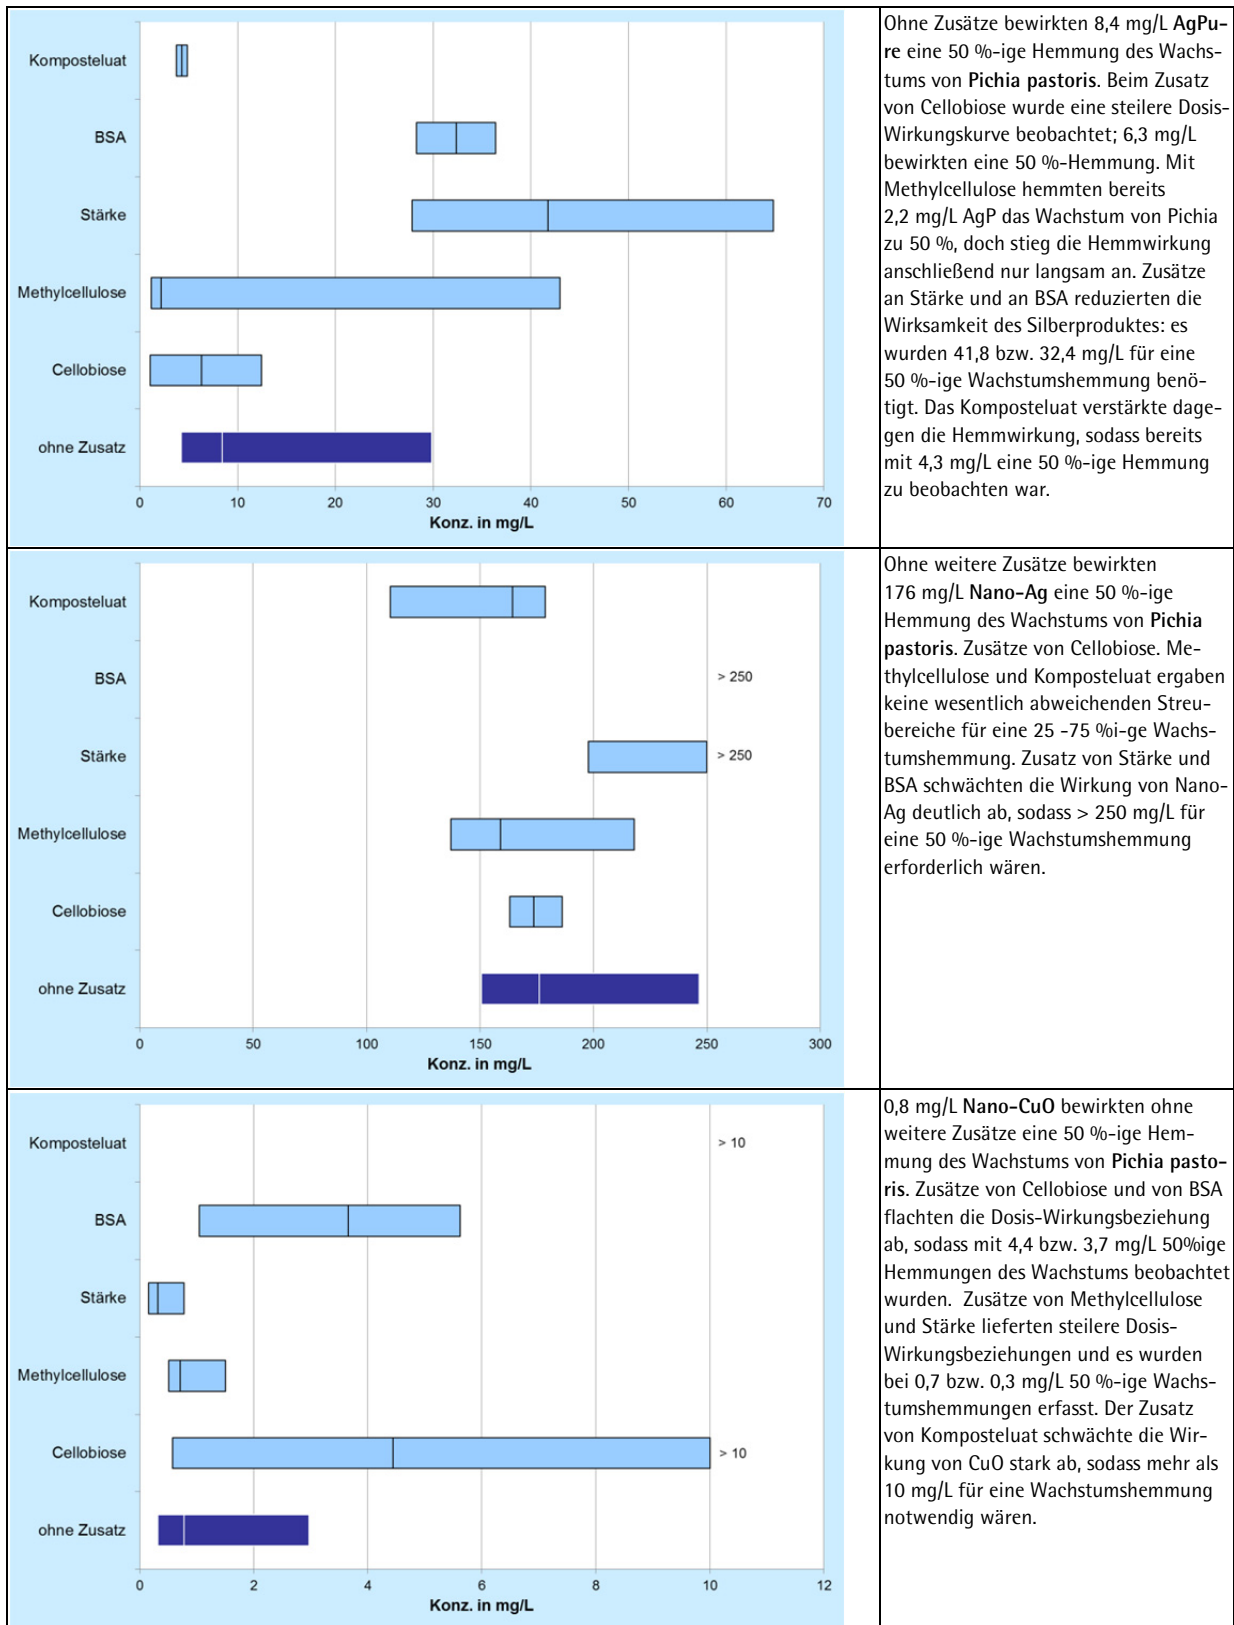 Komposteluat
BSA
Stärke
Methylcellulose
Cellobiose
ohne Zusatz
0 10 20 30 40 50 60 70
Konz. in mg/L
Ohne Zusätze bewirkten 8,4 mg/L AgPu-
re eine 50 %-ige Hemmung des Wachs-
tums von Pichia pastoris. Beim Zusatz
von Cellobiose wurde eine steilere Dosis-
Wirkungskurve beobachtet; 6,3 mg/L
bewirkten eine 50 %-Hemmung. Mit
Methylcellulose hemmten bereits
2,2 mg/L AgP das Wachstum von Pichia
zu 50 %, doch stieg die Hemmwirkung
anschließend nur langsam an. Zusätze
an Stärke und an BSA reduzierten die
Wirksamkeit des Silberproduktes: es
wurden 41,8 bzw. 32,4 mg/L für eine
50 %-ige Wachstumshemmung benö-
tigt. Das Komposteluat verstärkte dage-
gen die Hemmwirkung, sodass bereits
mit 4,3 mg/L eine 50 %-ige Hemmung
zu beobachten war.
Komposteluat
BSA
> 250
Stärke
> 250
Methylcellulose
Cellobiose
ohne Zusatz
0 50 100 150 200 250 300
Konz. in mg/L
Ohne weitere Zusätze bewirkten
176 mg/L Nano-Ag eine 50 %-ige
Hemmung des Wachstums von Pichia
pastoris. Zusätze von Cellobiose. Me-
thylcellulose und Komposteluat ergaben
keine wesentlich abweichenden Streu-
bereiche für eine 25 -75 %i-ge Wachs-
tumshemmung. Zusatz von Stärke und
BSA schwächten die Wirkung von Nano-
Ag deutlich ab, sodass > 250 mg/L für
eine 50 %-ige Wachstumshemmung
erforderlich wären.
Komposteluat
> 10
BSA
Stärke
Methylcellulose
Cellobiose
> 10
ohne Zusatz
0 2 4 6 8 10 12
Konz. in mg/L
0,8 mg/L Nano-CuO bewirkten ohne
weitere Zusätze eine 50 %-ige Hem-
mung des Wachstums von Pichia pasto-
ris. Zusätze von Cellobiose und von BSA
flachten die Dosis-Wirkungsbeziehung
ab, sodass mit 4,4 bzw. 3,7 mg/L 50%ige
Hemmungen des Wachstums beobachtet
wurden. Zusätze von Methylcellulose
und Stärke lieferten steilere Dosis-
Wirkungsbeziehungen und es wurden
bei 0,7 bzw. 0,3 mg/L 50 %-ige Wachs-
tumshemmungen erfasst. Der Zusatz
von Komposteluat schwächte die Wir-
kung von CuO stark ab, sodass mehr als
10 mg/L für eine Wachstumshemmung
notwendig wären.